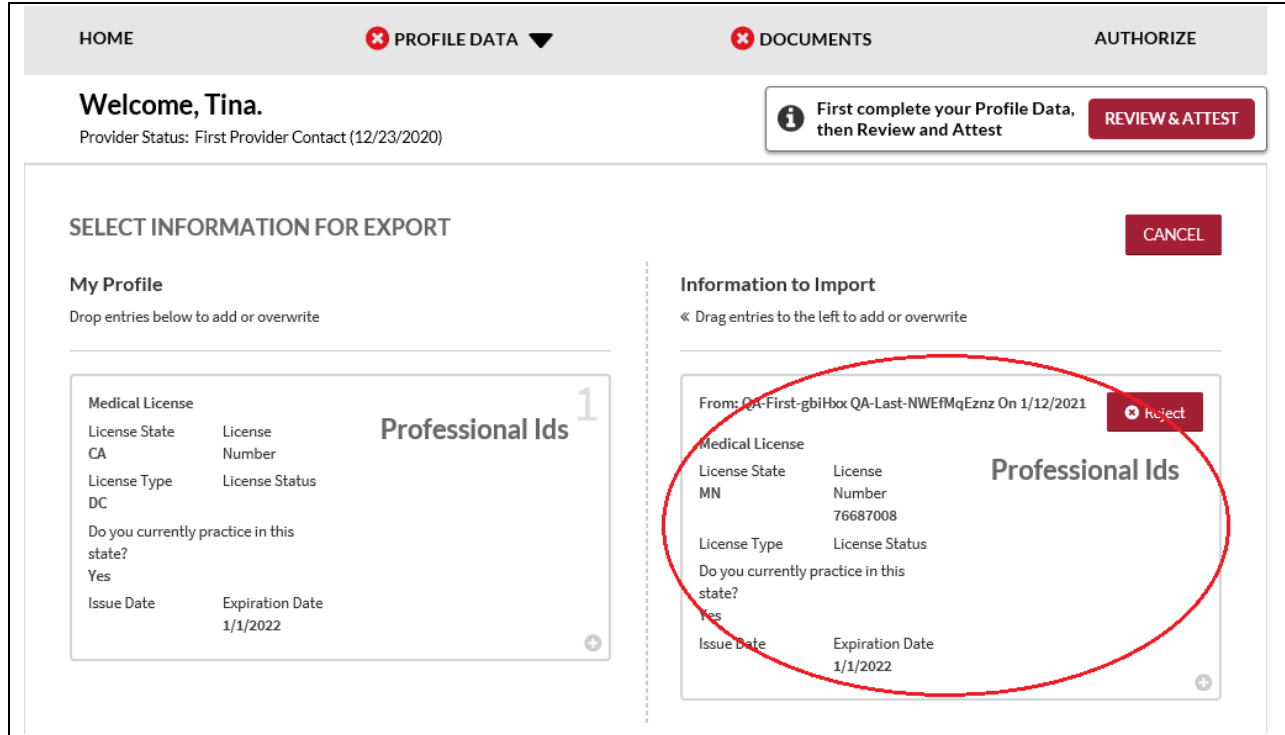 HOME PROFILE DATA DOCUMENTS AUTHORIZE
Welcome, Tina.
Provider Status: First Provider Contact (12/23/2020)
First complete your Profile Data,
then Review and Attest
REVIEW & ATTEST
SELECT INFORMATION FOR EXPORT
CANCEL
My Profile
Drop entries below to add or overwrite
1
Medical License
Professional Ids
License State License
CA Number
License Type License Status
DC
Do you currently practice in this
state?
Yes
Issue Date Expiration Date
1/1/2022
Information to Import
« Drag entries to the left to add or overwrite
From: QA-First-gbiHxx QA-Last-NWEfMqEznz On 1/12/2021
Reject
Medical License
Professional Ids
License State License
MN Number
76687008
License Type License Status
Do you currently practice in this
state?
Yes
Issue Date Expiration Date
1/1/2022